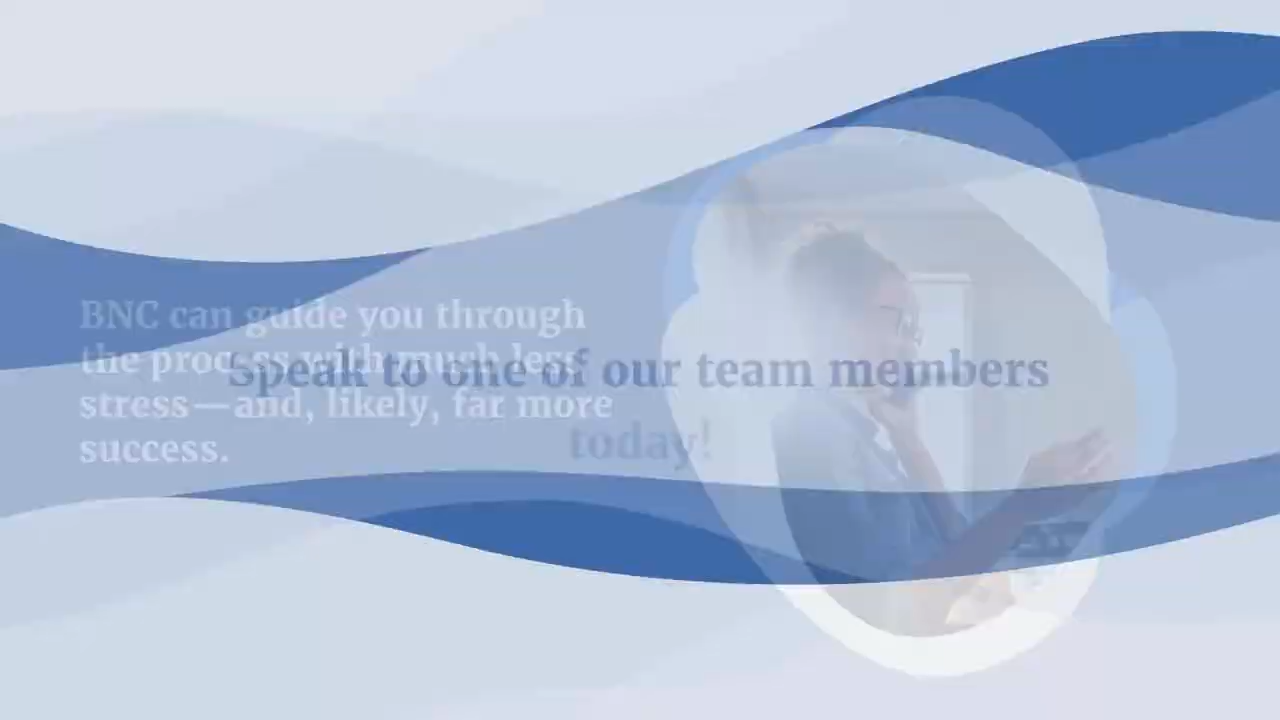 BNC can guide you through
the process with much less
stress—and, likely, far more
success.
Speak to one of our team members
today!